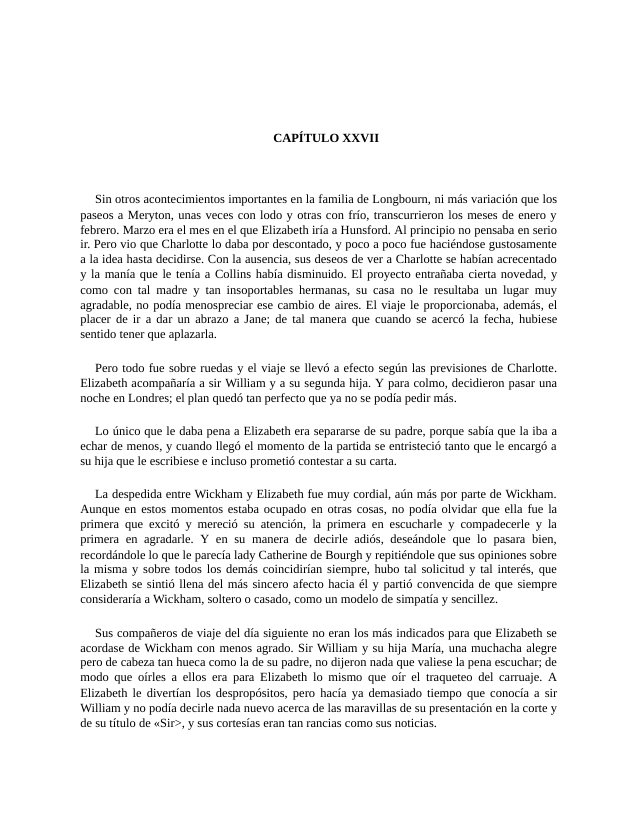 CAPÍTULO XXVII
Sin otros acontecimientos importantes en la familia de Longbourn, ni más variación que los
paseos a Meryton, unas veces con lodo y otras con frío, transcurrieron los meses de enero y
febrero. Marzo era el mes en el que Elizabeth iría a Hunsford. Al principio no pensaba en serio
ir. Pero vio que Charlotte lo daba por descontado, y poco a poco fue haciéndose gustosamente
a la idea hasta decidirse. Con la ausencia, sus deseos de ver a Charlotte se habían acrecentado
y la manía que le tenía a Collins había disminuido. El proyecto entrañaba cierta novedad, y
como con tal madre y tan insoportables hermanas, su casa no le resultaba un lugar muy
agradable, no podía menospreciar ese cambio de aires. El viaje le proporcionaba, además, el
placer de ir a dar un abrazo a Jane; de tal manera que cuando se acercó la fecha, hubiese
sentido tener que aplazarla.
Pero todo fue sobre ruedas y el viaje se llevó a efecto según las previsiones de Charlotte.
Elizabeth acompañaría a sir William y a su segunda hija. Y para colmo, decidieron pasar una
noche en Londres; el plan quedó tan perfecto que ya no se podía pedir más.
Lo único que le daba pena a Elizabeth era separarse de su padre, porque sabía que la iba a
echar de menos, y cuando llegó el momento de la partida se entristeció tanto que le encargó a
su hija que le escribiese e incluso prometió contestar a su carta.
La despedida entre Wickham y Elizabeth fue muy cordial, aún más por parte de Wickham.
Aunque en estos momentos estaba ocupado en otras cosas, no podía olvidar que ella fue la
primera que excitó y mereció su atención, la primera en escucharle y compadecerle y la
primera en agradarle. Y en su manera de decirle adiós, deseándole que lo pasara bien,
recordándole lo que le parecía lady Catherine de Bourgh y repitiéndole que sus opiniones sobre
la misma y sobre todos los demás coincidirían siempre, hubo tal solicitud y tal interés, que
Elizabeth se sintió llena del más sincero afecto hacia él y partió convencida de que siempre
consideraría a Wickham, soltero o casado, como un modelo de simpatía y sencillez.
Sus compañeros de viaje del día siguiente no eran los más indicados para que Elizabeth se
acordase de Wickham con menos agrado. Sir William y su hija María, una muchacha alegre
pero de cabeza tan hueca como la de su padre, no dijeron nada que valiese la pena escuchar; de
modo que oírles a ellos era para Elizabeth lo mismo que oír el traqueteo del carruaje. A
Elizabeth le divertían los despropósitos, pero hacía ya demasiado tiempo que conocía a sir
William y no podía decirle nada nuevo acerca de las maravillas de su presentación en la corte y
de su título de «Sir>, y sus cortesías eran tan rancias como sus noticias.